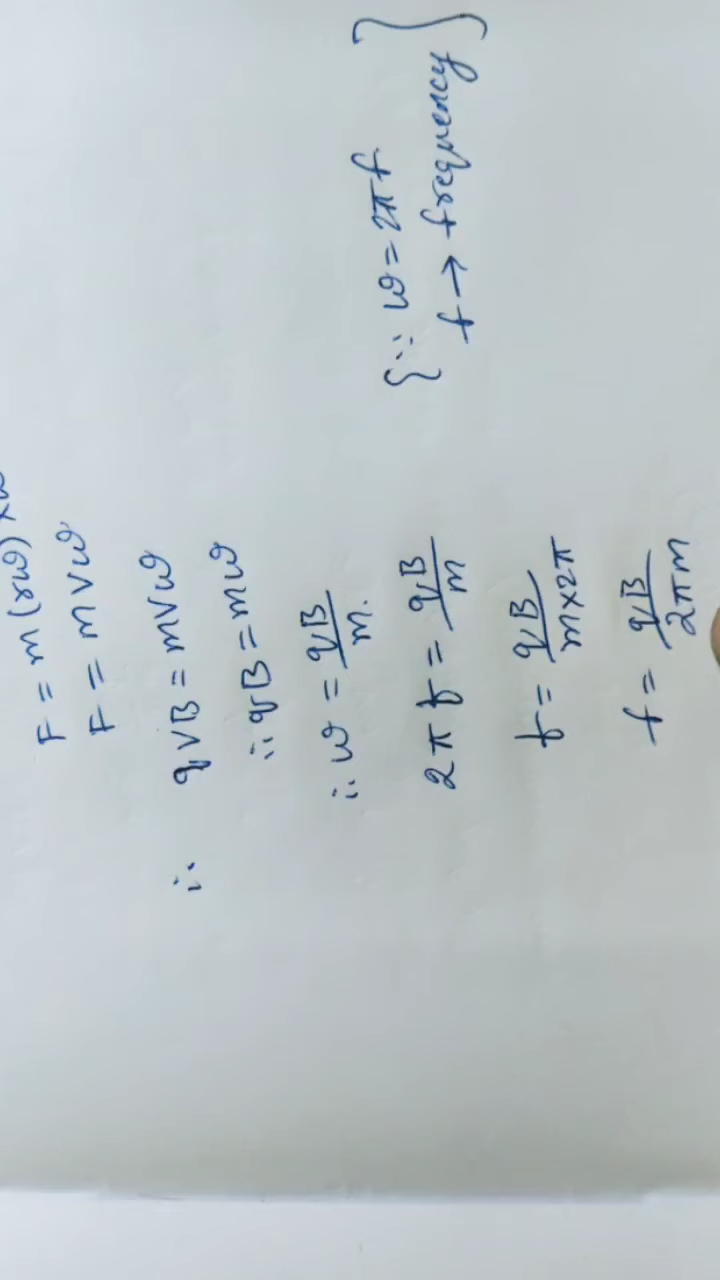 F = m(rω) × ω
F = mvω
∴ qvB = mvω
∴ qB = mω
∴ ω = qB/m.
2πf = qB/m
{∵ ω = 2πf
f → frequency}
f = qB/m×2π
f = qB/2πm